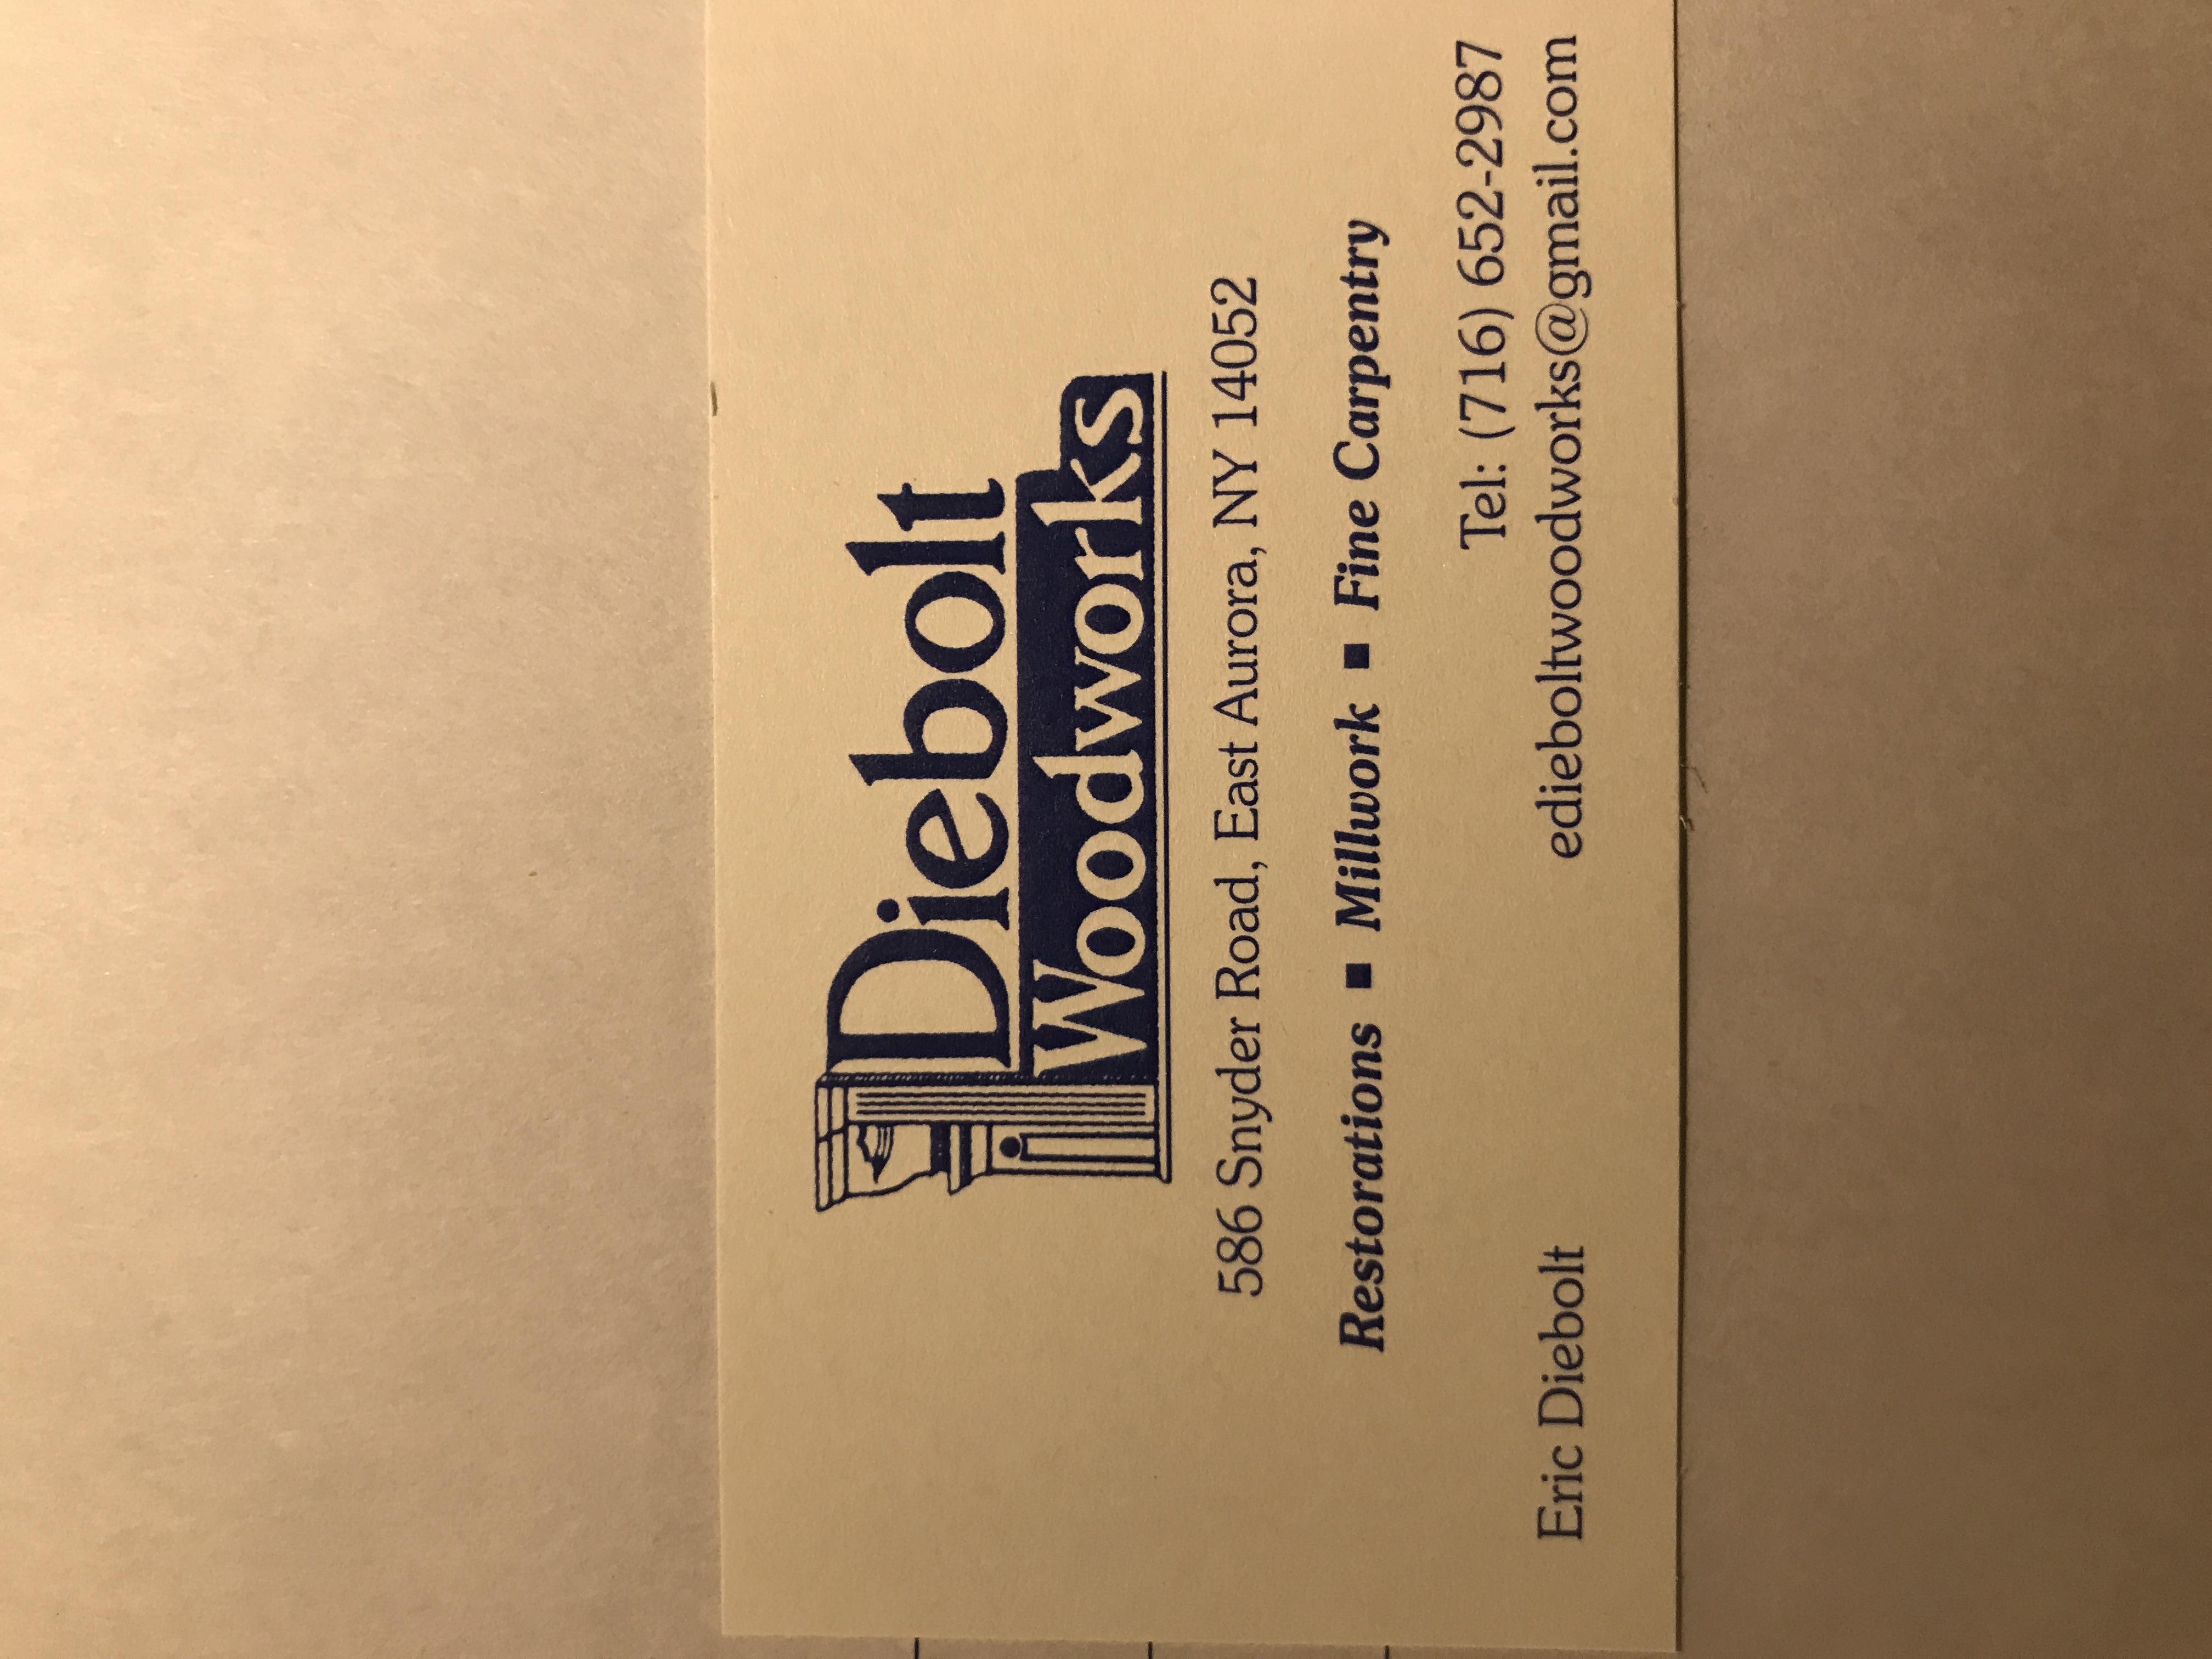 Diebolt
Woodworks
586 Snyder Road, East Aurora, NY 14052
Restorations ▪ Millwork ▪ Fine Carpentry
Tel: (716) 652-2987
Eric Diebolt edieboltwoodworks@gmail.com